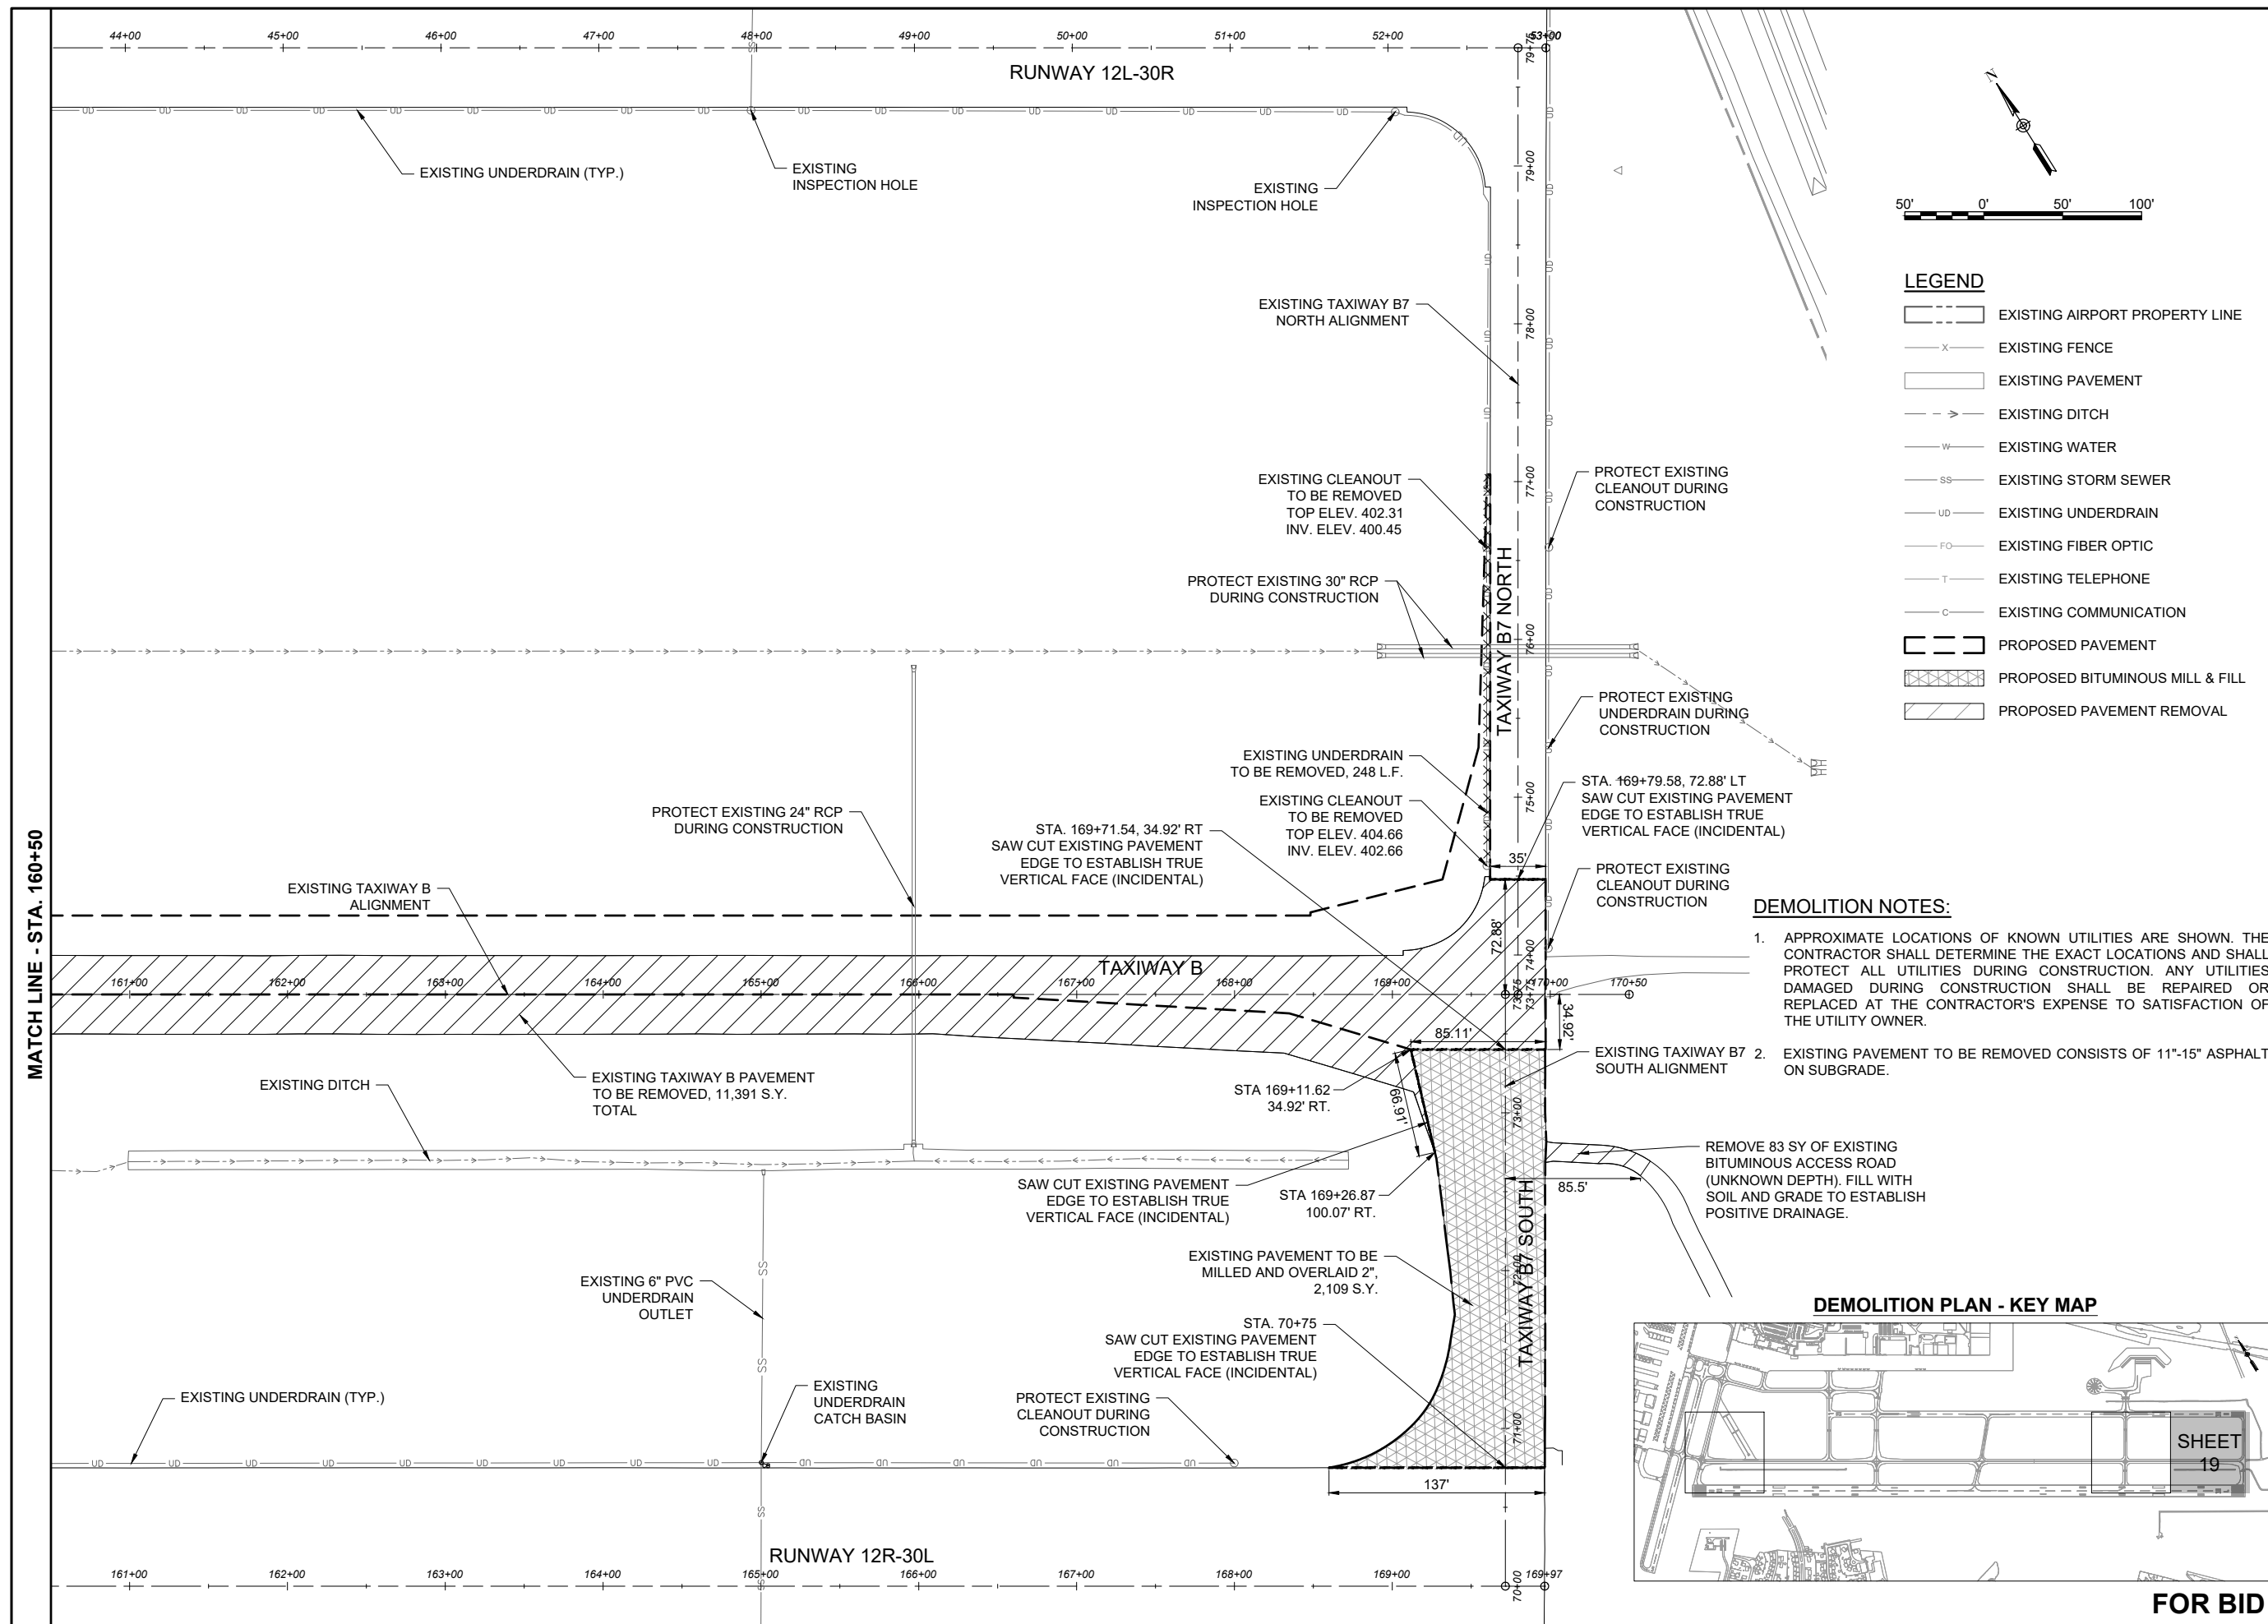 44+00
45+00
46+00
47+00
48+00
49+00
50+00
51+00
52+00
53+00
79+75
RUNWAY 12L-30R
EXISTING UNDERDRAIN (TYP.)
EXISTING
INSPECTION HOLE
EXISTING
INSPECTION HOLE
79+00
N
50'
0'
50'
100'
LEGEND
EXISTING AIRPORT PROPERTY LINE
X
EXISTING FENCE
EXISTING PAVEMENT
EXISTING DITCH
W
EXISTING WATER
SS
EXISTING STORM SEWER
UD
EXISTING UNDERDRAIN
FO
EXISTING FIBER OPTIC
T
EXISTING TELEPHONE
C
EXISTING COMMUNICATION
PROPOSED PAVEMENT
PROPOSED BITUMINOUS MILL & FILL
PROPOSED PAVEMENT REMOVAL
EXISTING TAXIWAY B7
NORTH ALIGNMENT
78+00
EXISTING CLEANOUT
TO BE REMOVED
TOP ELEV. 402.31
INV. ELEV. 400.45
77+00
PROTECT EXISTING
CLEANOUT DURING
CONSTRUCTION
PROTECT EXISTING 30" RCP
DURING CONSTRUCTION
TAXIWAY B7 NORTH
76+00
PROTECT EXISTING
UNDERDRAIN DURING
CONSTRUCTION
EXISTING UNDERDRAIN
TO BE REMOVED, 248 L.F.
75+00
STA. 169+79.58, 72.88' LT
SAW CUT EXISTING PAVEMENT
EDGE TO ESTABLISH TRUE
VERTICAL FACE (INCIDENTAL)
EXISTING CLEANOUT
TO BE REMOVED
TOP ELEV. 404.66
INV. ELEV. 402.66
PROTECT EXISTING 24" RCP
DURING CONSTRUCTION
STA. 169+71.54, 34.92' RT
SAW CUT EXISTING PAVEMENT
EDGE TO ESTABLISH TRUE
VERTICAL FACE (INCIDENTAL)
35'
PROTECT EXISTING
CLEANOUT DURING
CONSTRUCTION
MATCH LINE - STA. 160+50
EXISTING TAXIWAY B
ALIGNMENT
72.88'
74+00
DEMOLITION NOTES:
1. APPROXIMATE LOCATIONS OF KNOWN UTILITIES ARE SHOWN. THE
CONTRACTOR SHALL DETERMINE THE EXACT LOCATIONS AND SHALL
PROTECT ALL UTILITIES DURING CONSTRUCTION. ANY UTILITIES
DAMAGED DURING CONSTRUCTION SHALL BE REPAIRED OR
REPLACED AT THE CONTRACTOR'S EXPENSE TO SATISFACTION OF
THE UTILITY OWNER.
2. EXISTING PAVEMENT TO BE REMOVED CONSISTS OF 11"-15" ASPHALT
ON SUBGRADE.
TAXIWAY B
161+00
162+00
163+00
164+00
165+00
166+00
167+00
168+00
169+00
73+75
170+00
170+50
34.92'
85.11'
EXISTING TAXIWAY B7
SOUTH ALIGNMENT
EXISTING DITCH
EXISTING TAXIWAY B PAVEMENT
TO BE REMOVED, 11,391 S.Y.
TOTAL
STA 169+11.62
34.92' RT.
66.91'
73+00
REMOVE 83 SY OF EXISTING
BITUMINOUS ACCESS ROAD
(UNKNOWN DEPTH). FILL WITH
SOIL AND GRADE TO ESTABLISH
POSITIVE DRAINAGE.
85.5'
SAW CUT EXISTING PAVEMENT
EDGE TO ESTABLISH TRUE
VERTICAL FACE (INCIDENTAL)
STA 169+26.87
100.07' RT.
TAXIWAY B7 SOUTH
72+00
EXISTING PAVEMENT TO BE
MILLED AND OVERLAID 2",
2,109 S.Y.
EXISTING 6" PVC
UNDERDRAIN
OUTLET
SS
SS
STA. 70+75
SAW CUT EXISTING PAVEMENT
EDGE TO ESTABLISH TRUE
VERTICAL FACE (INCIDENTAL)
EXISTING UNDERDRAIN (TYP.)
EXISTING
UNDERDRAIN
CATCH BASIN
PROTECT EXISTING
CLEANOUT DURING
CONSTRUCTION
71+00
137'
SS
RUNWAY 12R-30L
161+00
162+00
163+00
164+00
165+00
166+00
167+00
168+00
169+00
70+00
169+97
DEMOLITION PLAN - KEY MAP
SHEET
19
FOR BID